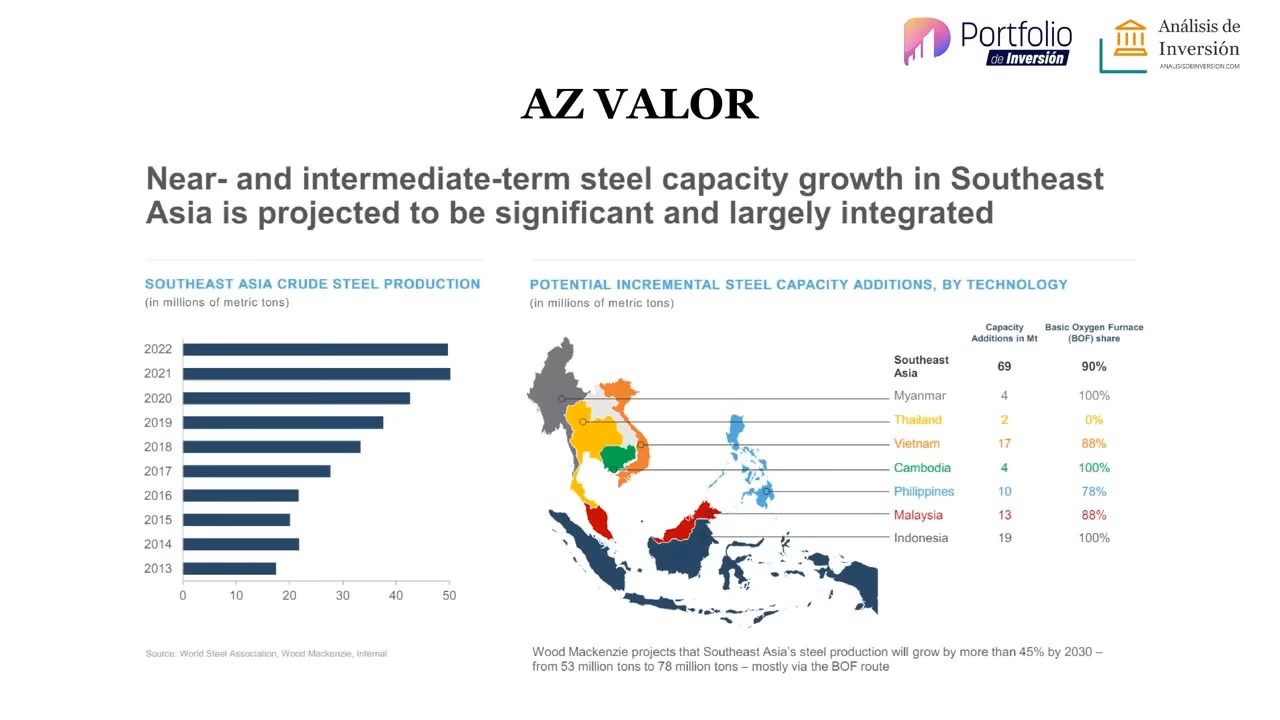 Portfolio
de Inversión
Análisis de
Inversión
ANALISISDEINVERSION.COM
AZ VALOR
Near- and intermediate-term steel capacity growth in Southeast
Asia is projected to be significant and largely integrated
SOUTHEAST ASIA CRUDE STEEL PRODUCTION
(in millions of metric tons)
2022
2021
2020
2019
2018
2017
2016
2015
2014
2013
0 10 20 30 40 50
Source: World Steel Association, Wood Mackenzie, Internal
POTENTIAL INCREMENTAL STEEL CAPACITY ADDITIONS, BY TECHNOLOGY
(in millions of metric tons)
Capacity Additions in Mt
Basic Oxygen Furnace (BOF) share
Southeast Asia 69 90%
Myanmar 4 100%
Thailand 2 0%
Vietnam 17 88%
Cambodia 4 100%
Philippines 10 78%
Malaysia 13 88%
Indonesia 19 100%
Wood Mackenzie projects that Southeast Asia's steel production will grow by more than 45% by 2030 –
from 53 million tons to 78 million tons – mostly via the BOF route